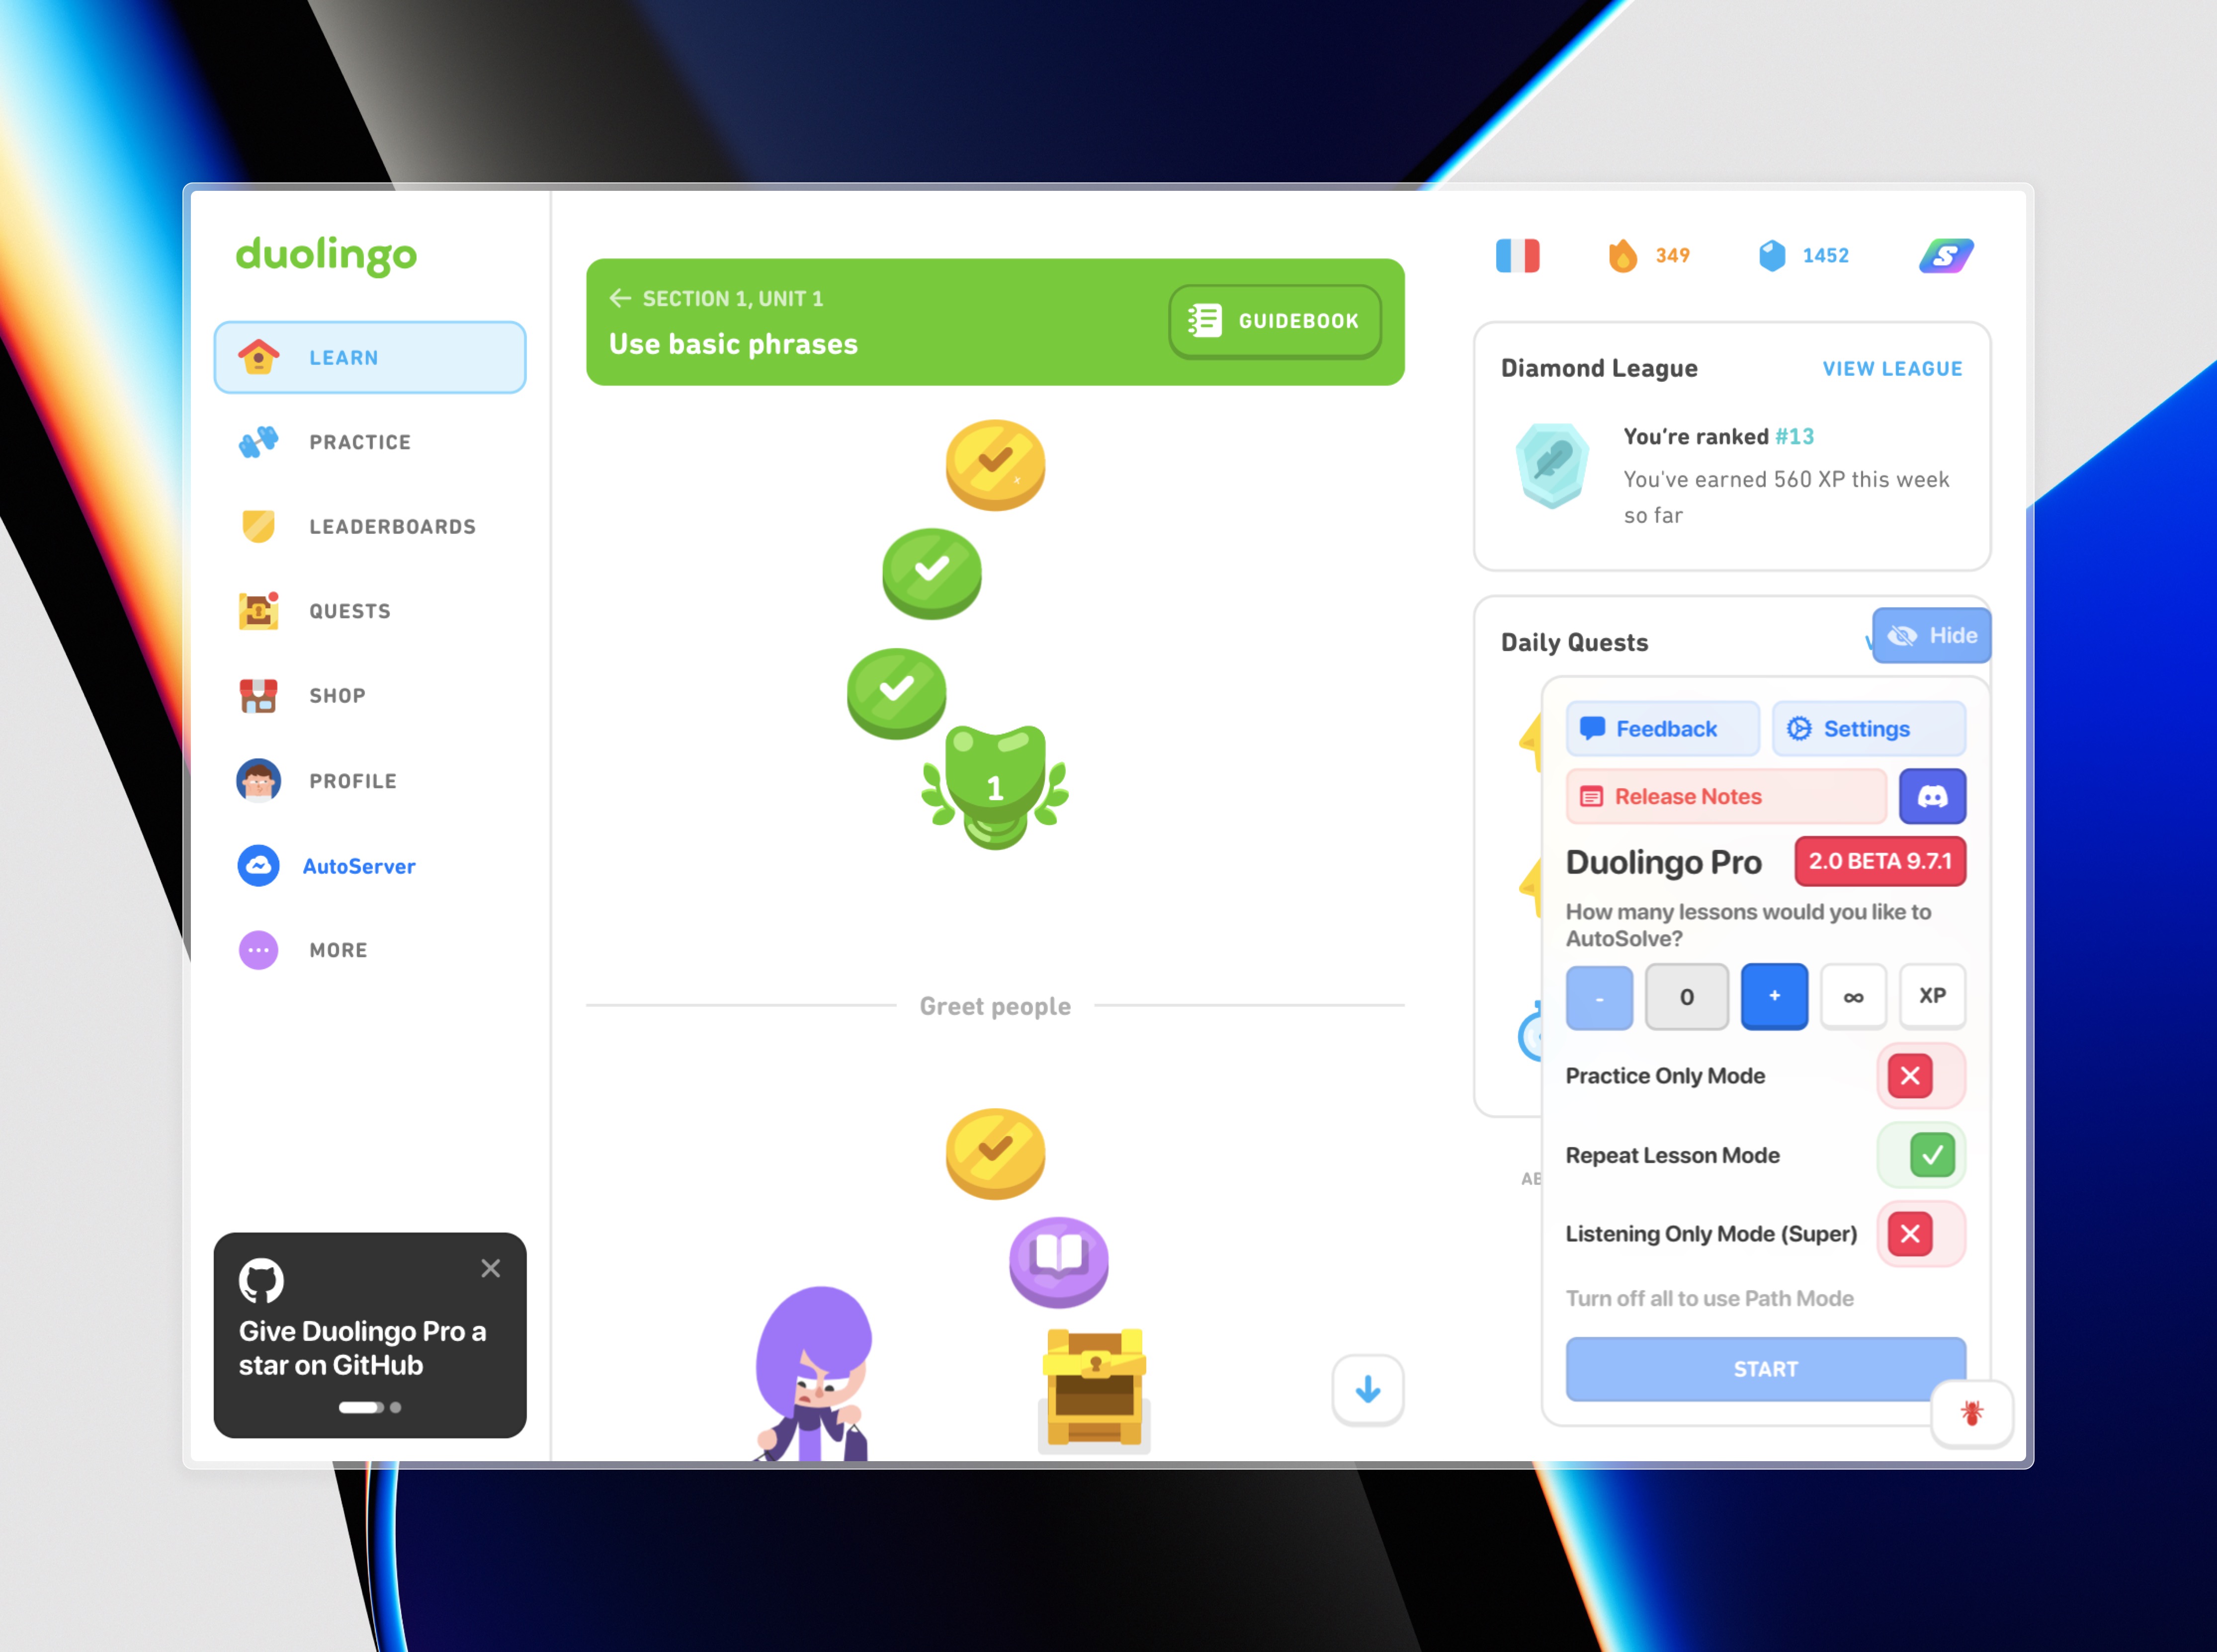 duolingo
LEARN
PRACTICE
LEADERBOARDS
QUESTS
SHOP
PROFILE
AutoServer
MORE
Give Duolingo Pro a
star on GitHub
SECTION 1, UNIT 1
Use basic phrases
GUIDEBOOK
1
Greet people
349
1452
S
Diamond League
VIEW LEAGUE
You're ranked #13
You've earned 560 XP this week
so far
Daily Quests
Hide
Feedback
Settings
Release Notes
Duolingo Pro
2.0 BETA 9.7.1
How many lessons would you like to
AutoSolve?
-
0
+
∞
XP
Practice Only Mode
Repeat Lesson Mode
Listening Only Mode (Super)
Turn off all to use Path Mode
START